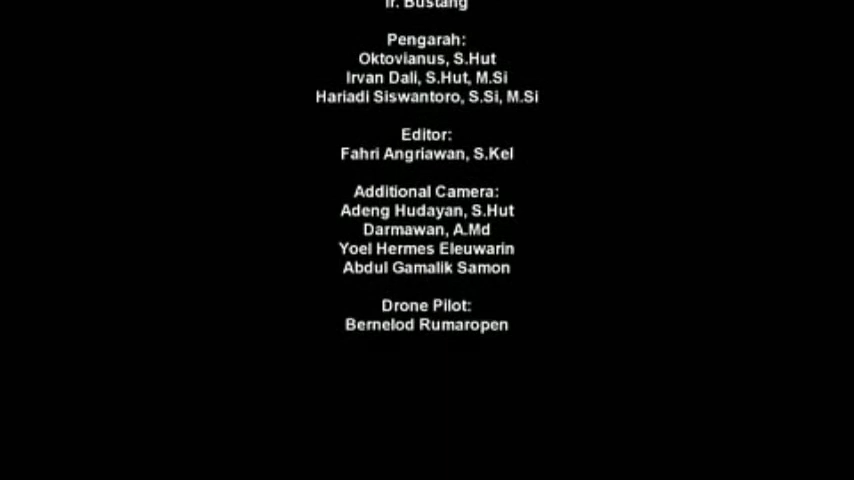 Ir. Bustang
Pengarah:
Oktovianus, S.Hut
Irvan Dali, S.Hut, M.Si
Hariadi Siswantoro, S.Si, M.Si
Editor:
Fahri Angriawan, S.Kel
Additional Camera:
Adeng Hudayan, S.Hut
Darmawan, A.Md
Yoel Hermes Eleuwarin
Abdul Gamalik Samon
Drone Pilot:
Bernelod Rumaropen